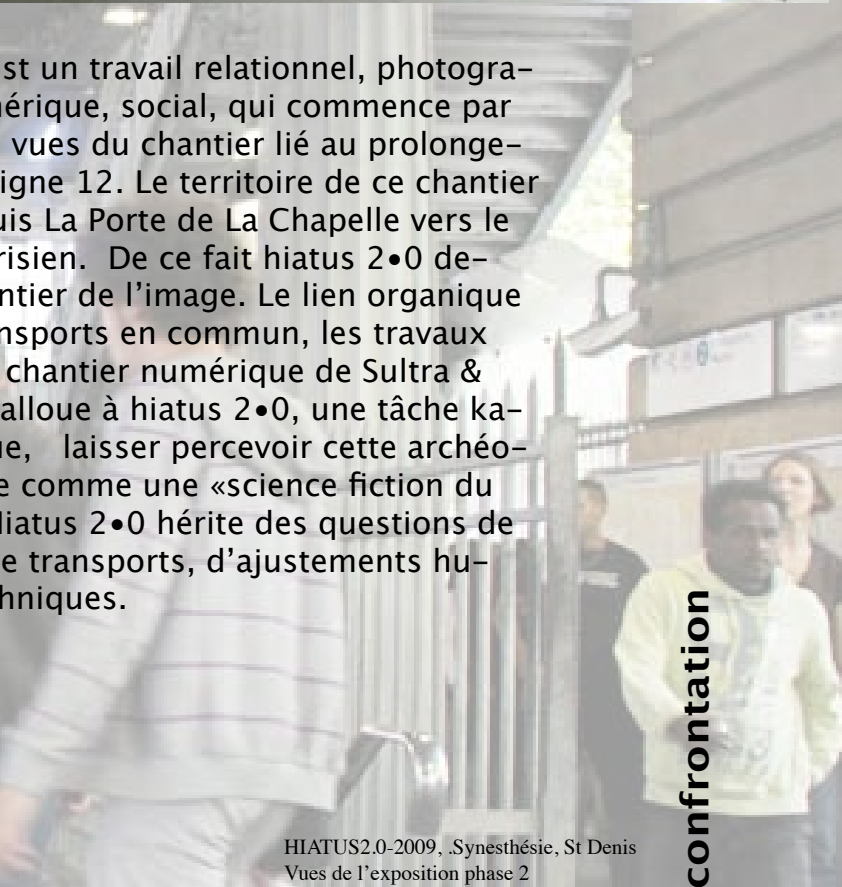 st un travail relationnel, photogra–
érique, social, qui commence par
vues du chantier lié au prolonge–
igne 12. Le territoire de ce chantier
uis La Porte de La Chapelle vers le
risien.  De ce fait hiatus 2•0 de–
ntier de l’image. Le lien organique
nsports en commun, les travaux
chantier numérique de Sultra &
alloue à hiatus 2•0, une tâche ka–
ue,   laisser percevoir cette archéo–
e comme une «science fiction du
Hiatus 2•0 hérite des questions de
e transports, d’ajustements hu–
hniques.
confrontation
HIATUS2.0-2009, .Synesthésie, St Denis
Vues de l’exposition phase 2